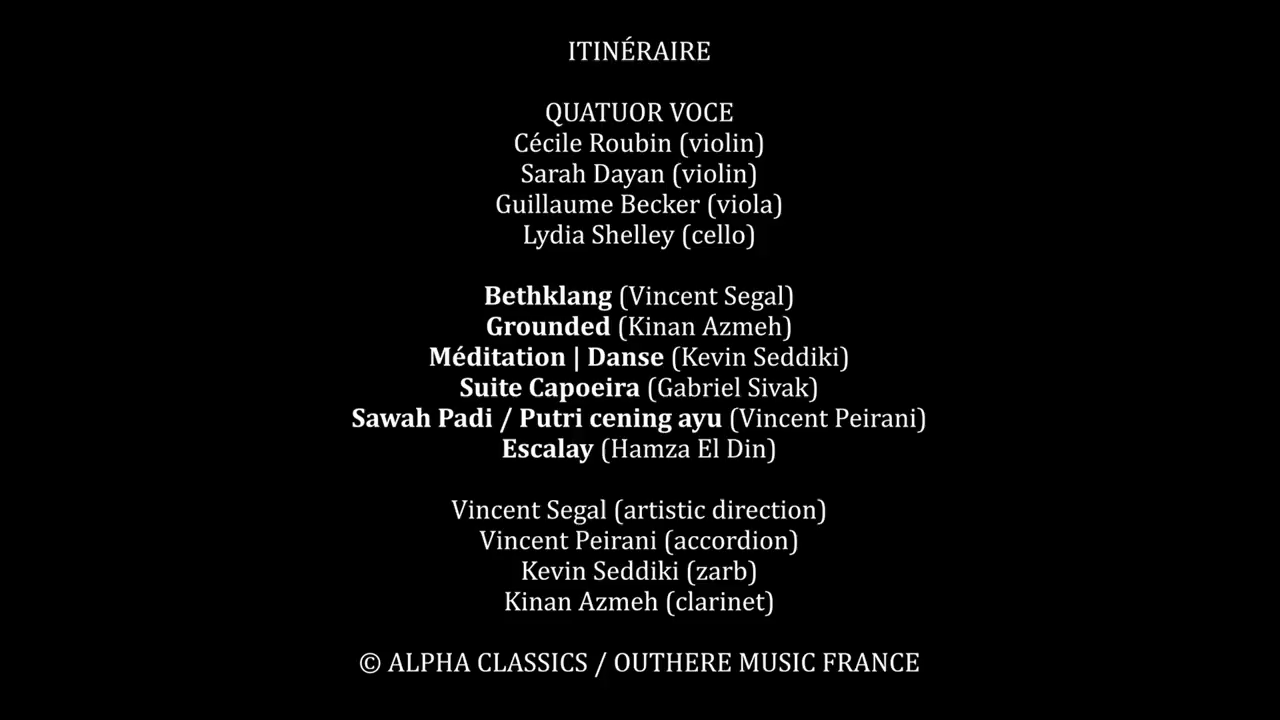 ITINÉRAIRE
QUATUOR VOCE
Cécile Roubin (violin)
Sarah Dayan (violin)
Guillaume Becker (viola)
Lydia Shelley (cello)
Bethklang (Vincent Segal)
Grounded (Kinan Azmeh)
Méditation | Danse (Kevin Seddiki)
Suite Capoeira (Gabriel Sivak)
Sawah Padi / Putri cening ayu (Vincent Peirani)
Escalay (Hamza El Din)
Vincent Segal (artistic direction)
Vincent Peirani (accordion)
Kevin Seddiki (zarb)
Kinan Azmeh (clarinet)
© ALPHA CLASSICS / OUTHERE MUSIC FRANCE